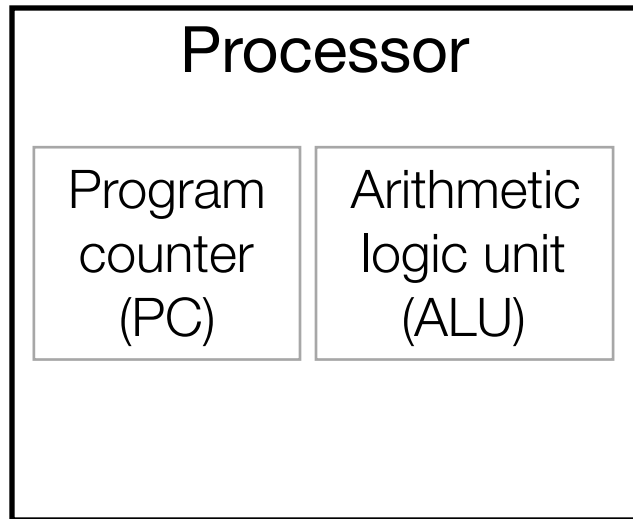 Processor
Program
counter
(PC)
Arithmetic
logic unit
(ALU)